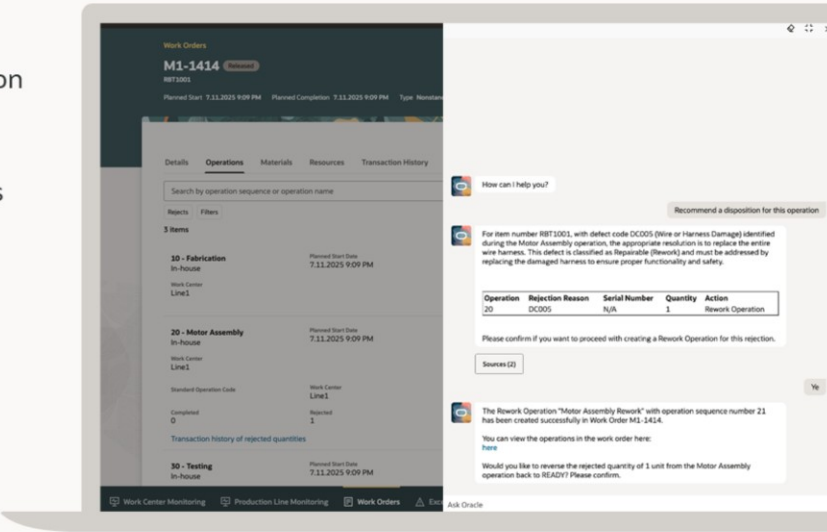 on
s
Work Orders
M1-1414 Released
RBT1001
Planned Start 7.11.2025 9:09 PM Planned Completion 7.11.2025 9:09 PM Type Nonstan
Details Operations Materials Resources Transaction History
Search by operation sequence or operation name
Rejects Filters
3 items
10 - Fabrication
In-house
Planned Start Date
7.11.2025 9:09 PM
Work Center
Line1
20 - Motor Assembly
In-house
Planned Start Date
7.11.2025 9:09 PM
Work Center
Line1
Standard Operation Code
Work Center
Line1
Completed
0
Rejected
1
Transaction history of rejected quantities
30 - Testing
In-house
Planned Start Date
7.11.2025 9:09 PM
Work Center Monitoring Production Line Monitoring Work Orders Exc
How can I help you?
Recommend a disposition for this operation
For item number RBT1001, with defect code DC005 (Wire or Harness Damage) identified
during the Motor Assembly operation, the appropriate resolution is to replace the entire
wire harness. This defect is classified as Repairable (Rework) and must be addressed by
replacing the damaged harness to ensure proper functionality and safety.
Operation Rejection Reason Serial Number Quantity Action
20 DC005 N/A 1 Rework Operation
Please confirm if you want to proceed with creating a Rework Operation for this rejection.
Sources (2)
Ye
The Rework Operation "Motor Assembly Rework" with operation sequence number 21
has been created successfully in Work Order M1-1414.
You can view the operations in the work order here:
here
Would you like to reverse the rejected quantity of 1 unit from the Motor Assembly
operation back to READY? Please confirm.
Ask Oracle